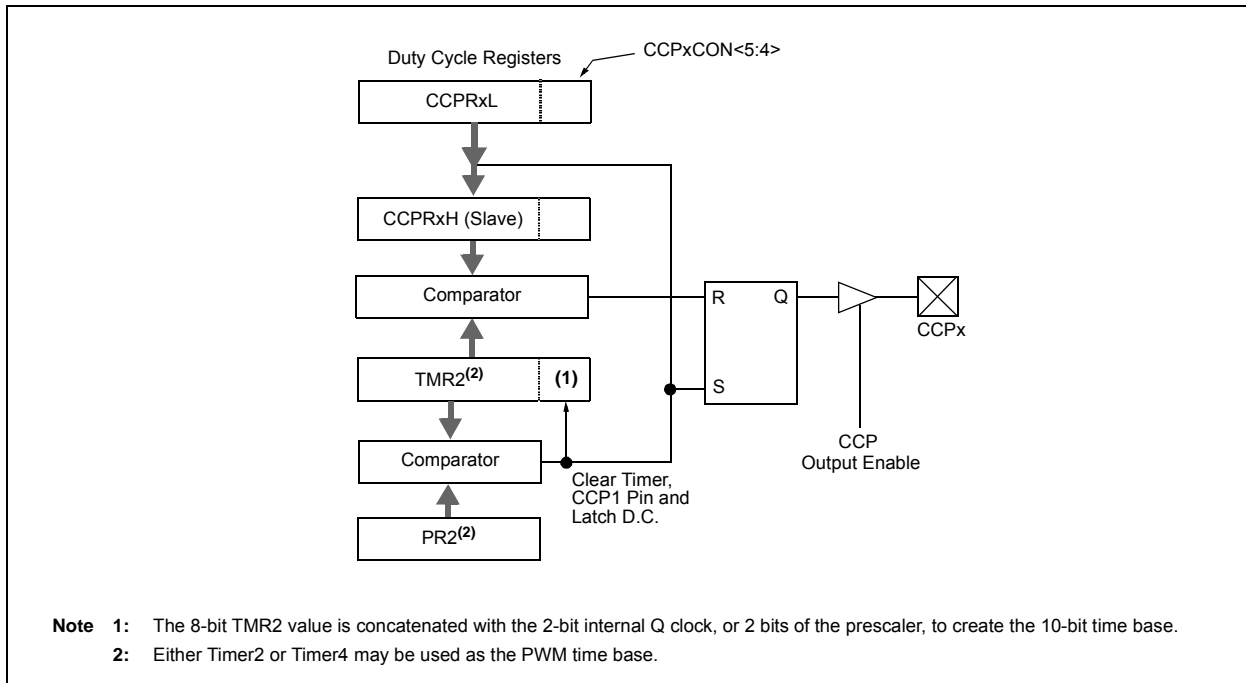 Duty Cycle Registers
CCPxCON<5:4>
CCPRxL
CCPRxH (Slave)
Comparator
R Q
CCPx
TMR2(2) (1)
S
CCP
Output Enable
Comparator
Clear Timer,
CCP1 Pin and
Latch D.C.
PR2(2)
Note 1: The 8-bit TMR2 value is concatenated with the 2-bit internal Q clock, or 2 bits of the prescaler, to create the 10-bit time base.
2: Either Timer2 or Timer4 may be used as the PWM time base.